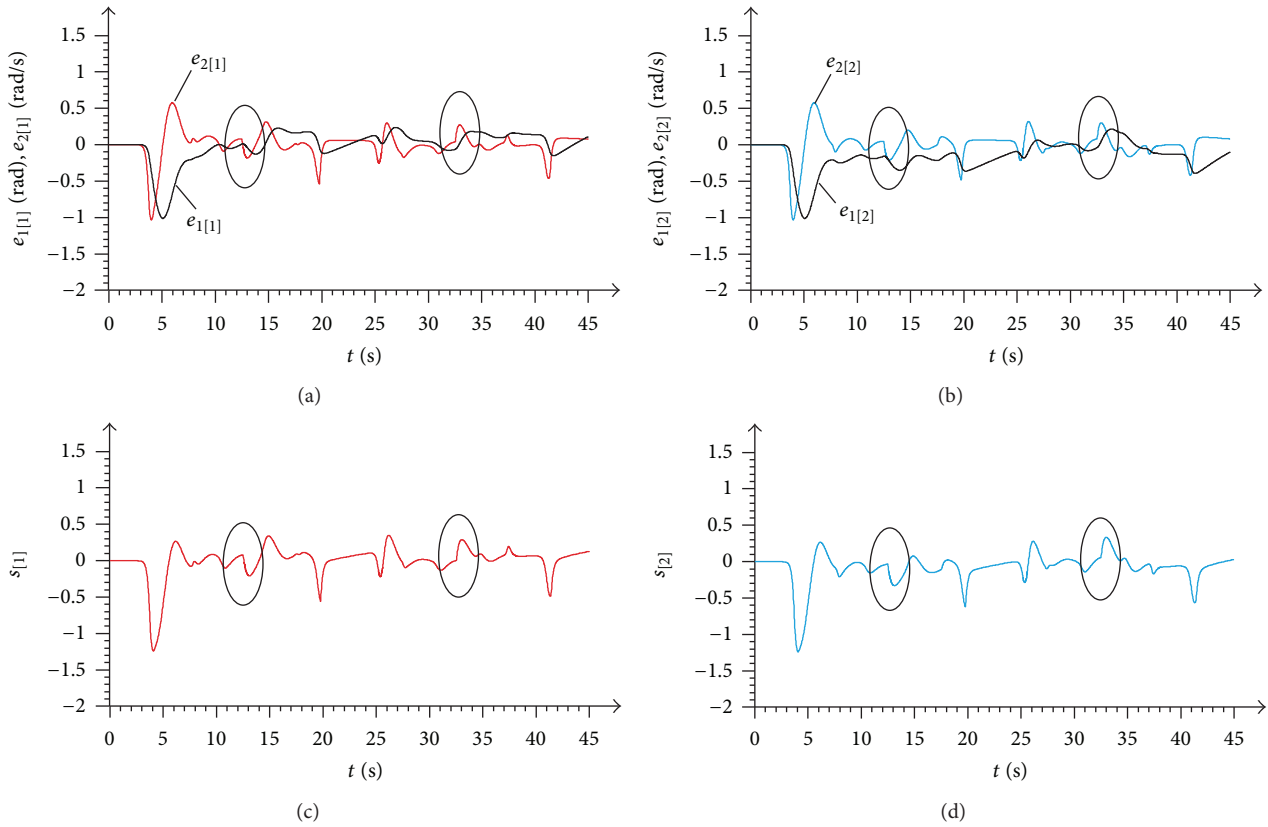 e1[1] (rad), e2[1] (rad/s)
1.5
1
0.5
0
−0.5
−1
−1.5
−2
e2[1]
e1[1]
0 5 10 15 20 25 30 35 40 45
t (s)
(a)
e1[2] (rad), e2[2] (rad/s)
1.5
1
0.5
0
−0.5
−1
−1.5
−2
e2[2]
e1[2]
0 5 10 15 20 25 30 35 40 45
t (s)
(b)
s[1]
1.5
1
0.5
0
−0.5
−1
−1.5
−2
0 5 10 15 20 25 30 35 40 45
t (s)
(c)
s[2]
1.5
1
0.5
0
−0.5
−1
−1.5
−2
0 5 10 15 20 25 30 35 40 45
t (s)
(d)